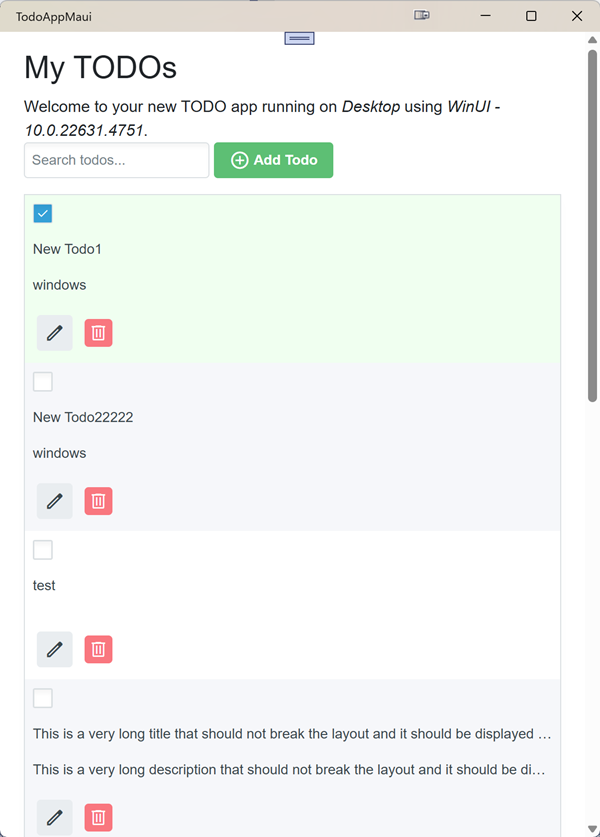 TodoAppMaui
My TODOs
Welcome to your new TODO app running on Desktop using WinUI -
10.0.22631.4751.
Search todos...
Add Todo
New Todo1
windows
New Todo22222
windows
test
This is a very long title that should not break the layout and it should be displayed ...
This is a very long description that should not break the layout and it should be di...